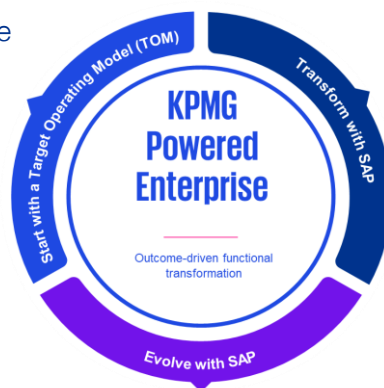 e
Start with a Target Operating Model (TOM)
Transform with SAP
KPMG
Powered
Enterprise
Outcome-driven functional
transformation
Evolve with SAP